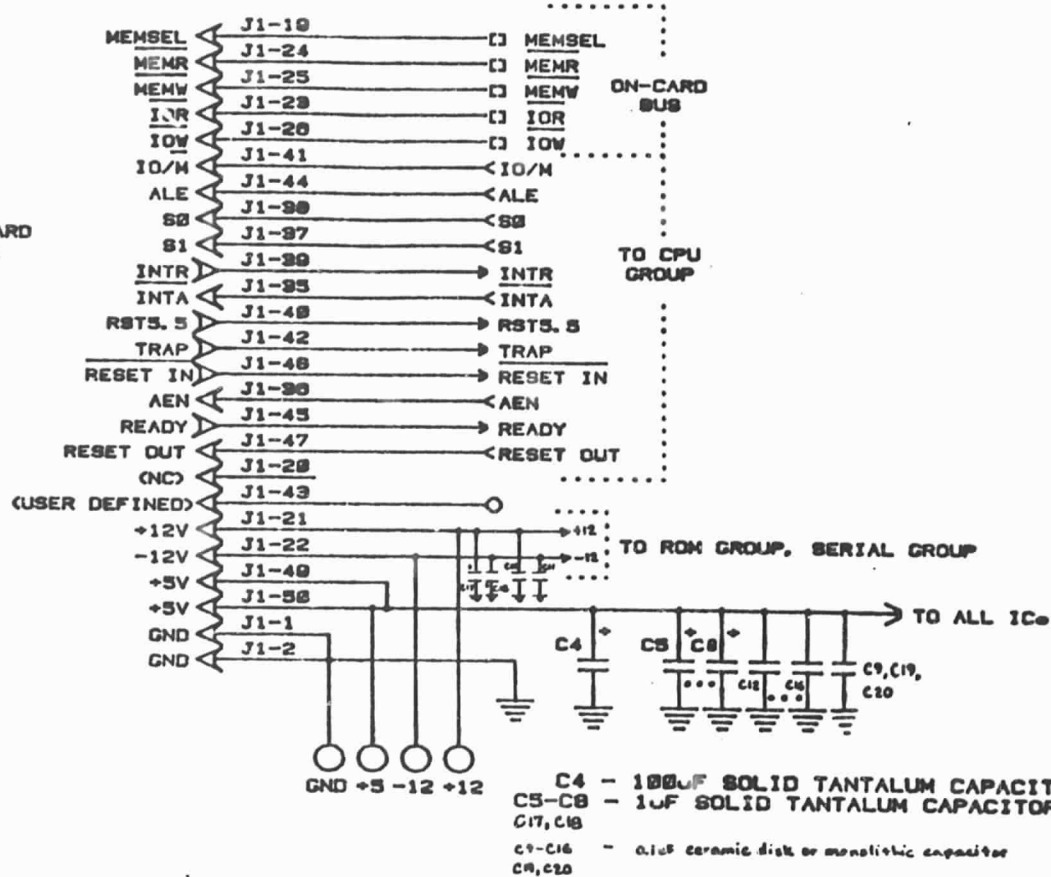 J1-19
MEMSEL MEMSEL
J1-24
MEMR MEMR
J1-25
MEMW MEMW
ON-CARD
BUS
J1-23
IOR IOR
J1-26
IOW IOW
J1-41
IO/M IO/M
J1-44
ALE ALE
J1-38
S0 S0
ARD
J1-37
S1 S1
TO CPU
GROUP
J1-39
INTR INTR
J1-35
INTA INTA
J1-40
RST5.5 RST5.5
J1-42
TRAP TRAP
J1-46
RESET IN RESET IN
J1-36
AEN AEN
J1-45
READY READY
J1-47
RESET OUT RESET OUT
J1-20
(NC)
J1-43
(USER DEFINED)
J1-21
+12V +12
J1-22
-12V -12
TO ROM GROUP, SERIAL GROUP
J1-49
+5V
J1-50
+5V
TO ALL ICs
J1-1
GND
J1-2
GND
C4 + C5 + C8 + C12 C16 C9,C19,
C20
GND +5 -12 +12
C4 - 100uF SOLID TANTALUM CAPACIT
C5-C8 - 1uF SOLID TANTALUM CAPACITOR
C17,C18
C9-C16 - 0.1uF ceramic disk or monolithic capacitor
C19,C20